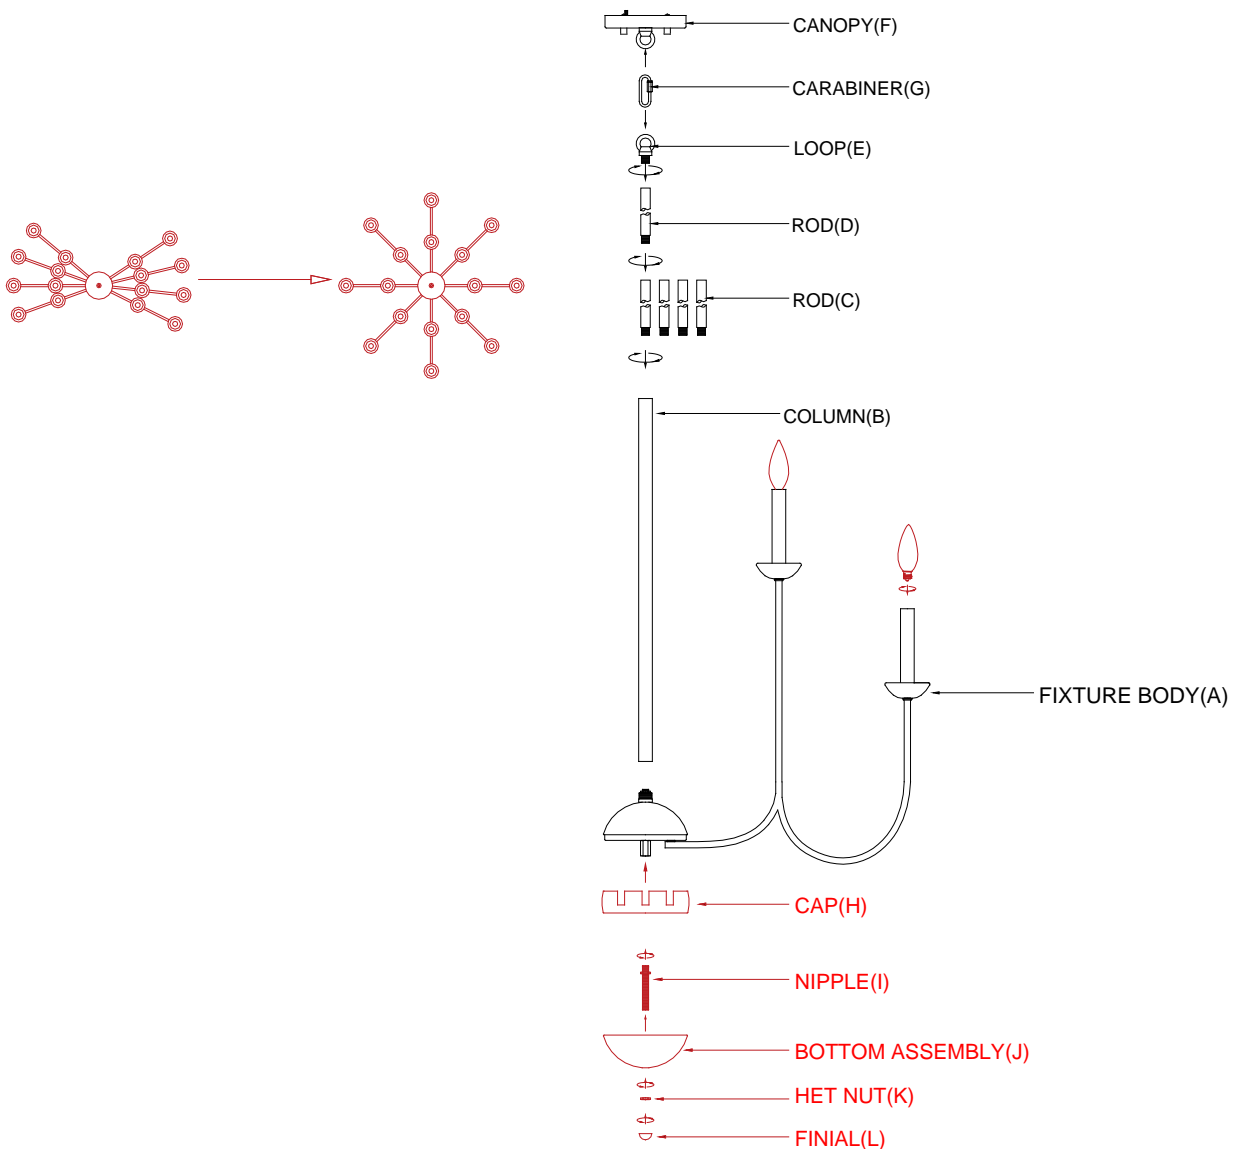 CANOPY(F)
CARABINER(G)
LOOP(E)
ROD(D)
ROD(C)
COLUMN(B)
FIXTURE BODY(A)
CAP(H)
NIPPLE(I)
BOTTOM ASSEMBLY(J)
HET NUT(K)
FINIAL(L)